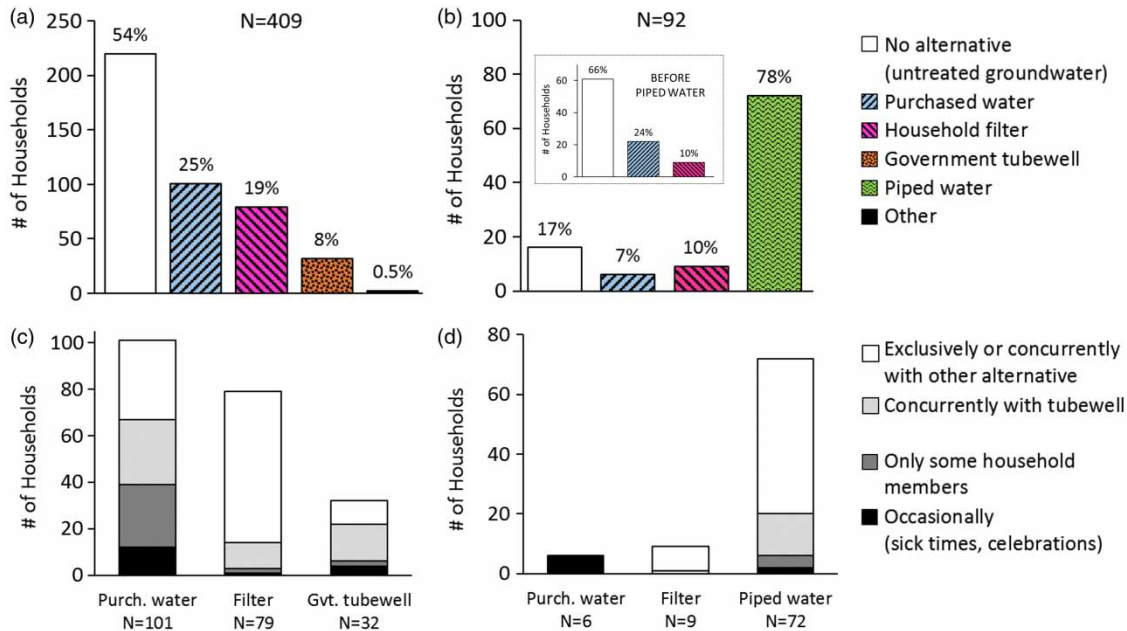 (a)
N=409
# of Households
250
200
150
100
50
0
54%
25%
19%
8%
0.5%
(b)
N=92
# of Households
100
80
60
40
20
0
17%
7%
10%
78%
BEFORE
PIPED WATER
# of Households
60
40
20
0
66%
24%
10%
No alternative
(untreated groundwater)
Purchased water
Household filter
Government tubewell
Piped water
Other
(c)
# of Households
100
80
60
40
20
0
Purch. water
N=101
Filter
N=79
Gvt. tubewell
N=32
(d)
# of Households
80
60
40
20
0
Purch. water
N=6
Filter
N=9
Piped water
N=72
Exclusively or concurrently
with other alternative
Concurrently with tubewell
Only some household
members
Occasionally
(sick times, celebrations)